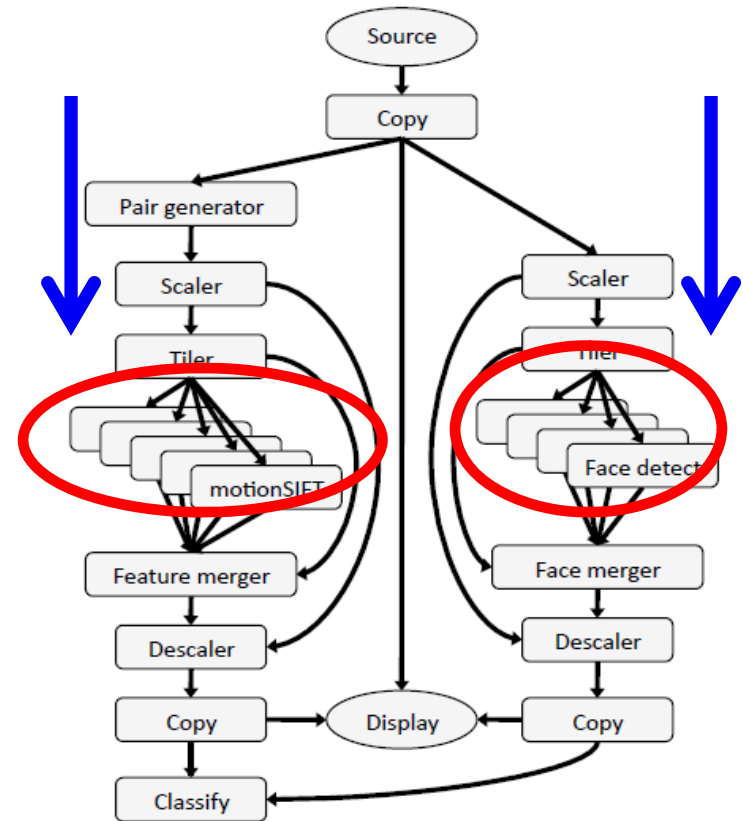 Source
Copy
Pair generator
Scaler
Scaler
Tiler
Tiler
motionSIFT
Face detect
Feature merger
Face merger
Descaler
Descaler
Copy
Display
Copy
Classify